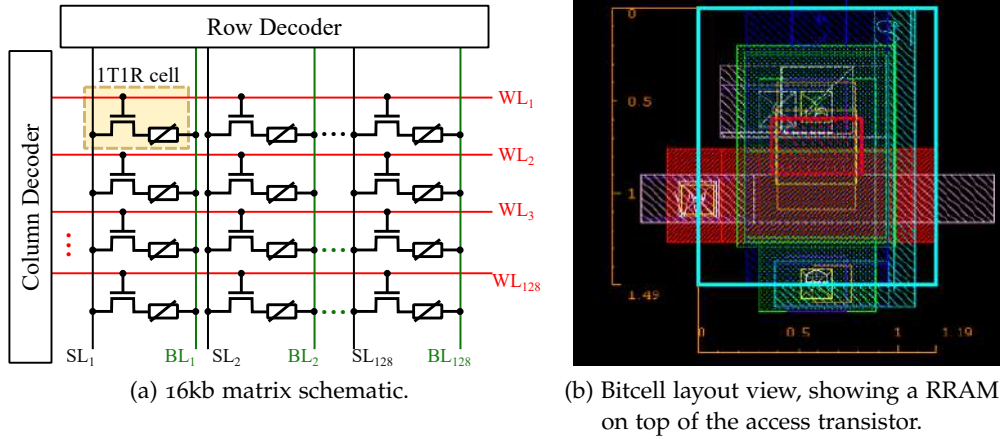 Row Decoder
Column Decoder
1T1R cell
WL₁
WL₂
WL₃
WL₁₂₈
SL₁ BL₁ SL₂ BL₂ SL₁₂₈ BL₁₂₈
(a) 16kb matrix schematic.
0
0.5
1
1.49
0 0.5 1 1.19
(b) Bitcell layout view, showing a RRAM
on top of the access transistor.